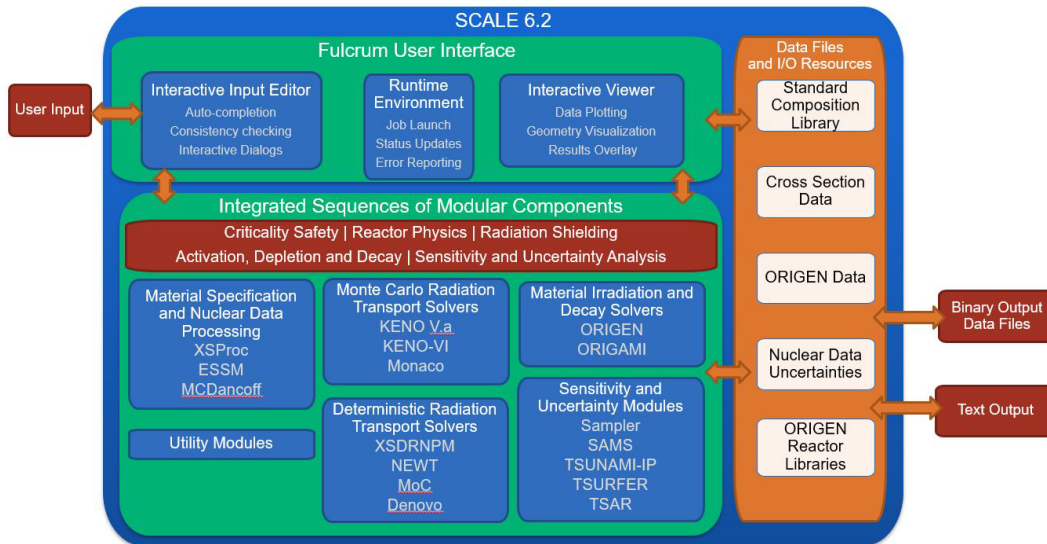 SCALE 6.2
Fulcrum User Interface
Interactive Input Editor
Auto-completion
Consistency checking
Interactive Dialogs
Runtime
Environment
Job Launch
Status Updates
Error Reporting
Interactive Viewer
Data Plotting
Geometry Visualization
Results Overlay
User Input
Integrated Sequences of Modular Components
Criticality Safety | Reactor Physics | Radiation Shielding
Activation, Depletion and Decay | Sensitivity and Uncertainty Analysis
Material Specification
and Nuclear Data
Processing
XSProc
ESSM
MCDancoff
Utility Modules
Monte Carlo Radiation
Transport Solvers
KENO V.a
KENO-VI
Monaco
Deterministic Radiation
Transport Solvers
XSDRNPM
NEWT
MoC
Denovo
Material Irradiation and
Decay Solvers
ORIGEN
ORIGAMI
Sensitivity and
Uncertainty Modules
Sampler
SAMS
TSUNAMI-IP
TSURFER
TSAR
Data Files
and I/O Resources
Standard
Composition
Library
Cross Section
Data
ORIGEN Data
Nuclear Data
Uncertainties
ORIGEN
Reactor
Libraries
Binary Output
Data Files
Text Output